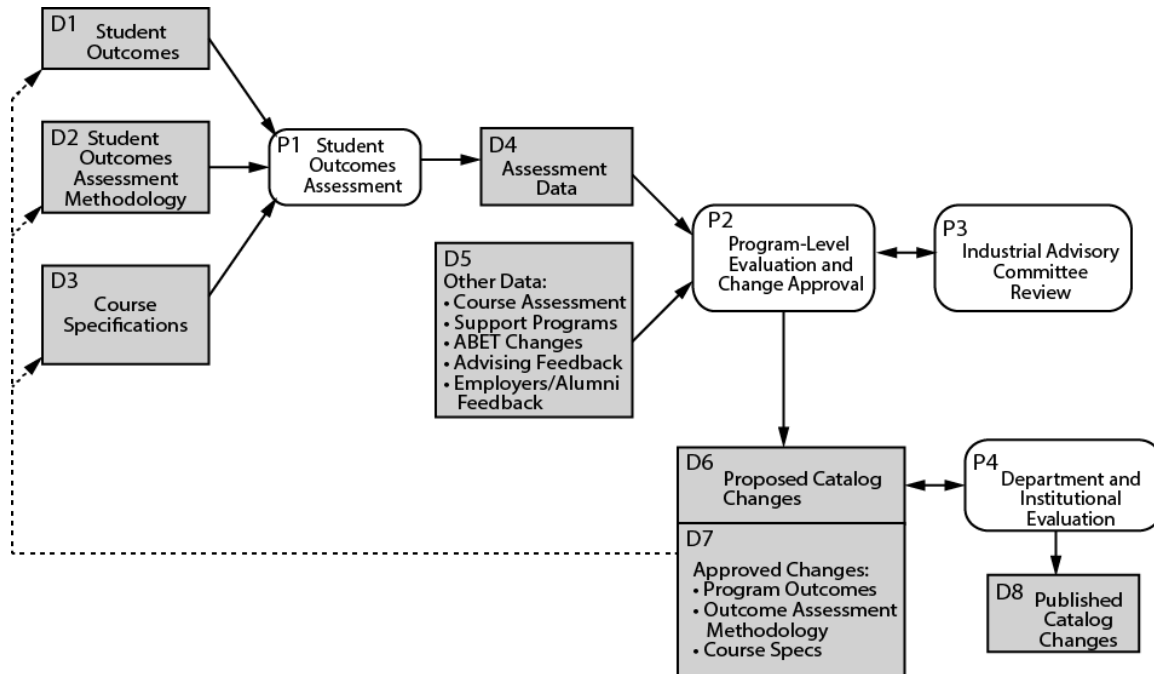 D1 Student
Outcomes
D2 Student
Outcomes
Assessment
Methodology
D3
Course
Specifications
P1 Student
Outcomes
Assessment
D4
Assessment
Data
D5
Other Data:
• Course Assessment
• Support Programs
• ABET Changes
• Advising Feedback
• Employers/Alumni
Feedback
P2
Program-Level
Evaluation and
Change Approval
P3
Industrial Advisory
Committee
Review
D6
Proposed Catalog
Changes
D7
Approved Changes:
• Program Outcomes
• Outcome Assessment
Methodology
• Course Specs
P4
Department and
Institutional
Evaluation
D8 Published
Catalog
Changes